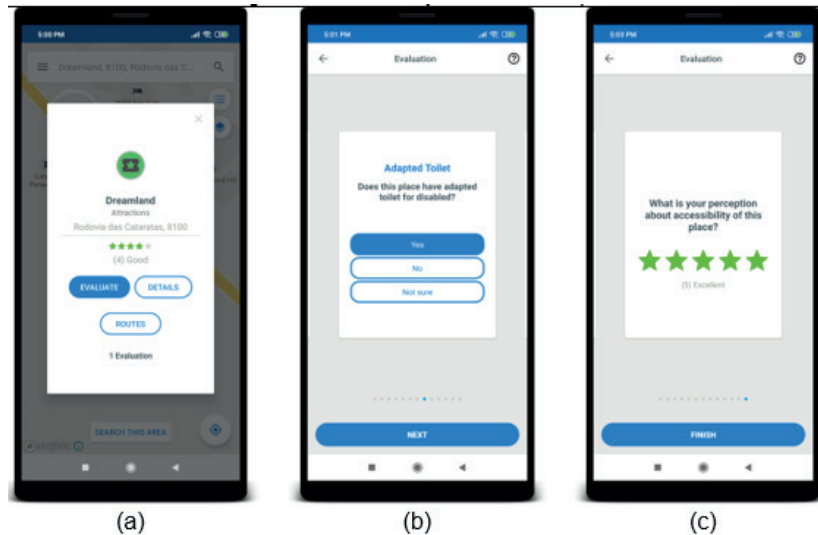 5:00 PM
Dreamland, 8100, Rodovia das C...
Dreamland
Attractions
Rodovia das Cataratas, 8100
(4) Good
EVALUATE
DETAILS
ROUTES
1 Evaluation
SEARCH THIS AREA
(a)
5:01 PM
Evaluation
Adapted Toilet
Does this place have adapted
toilet for disabled?
Yes
No
Not sure
NEXT
(b)
5:03 PM
Evaluation
What is your perception
about accessibility of this
place?
(5) Excellent
FINISH
(c)